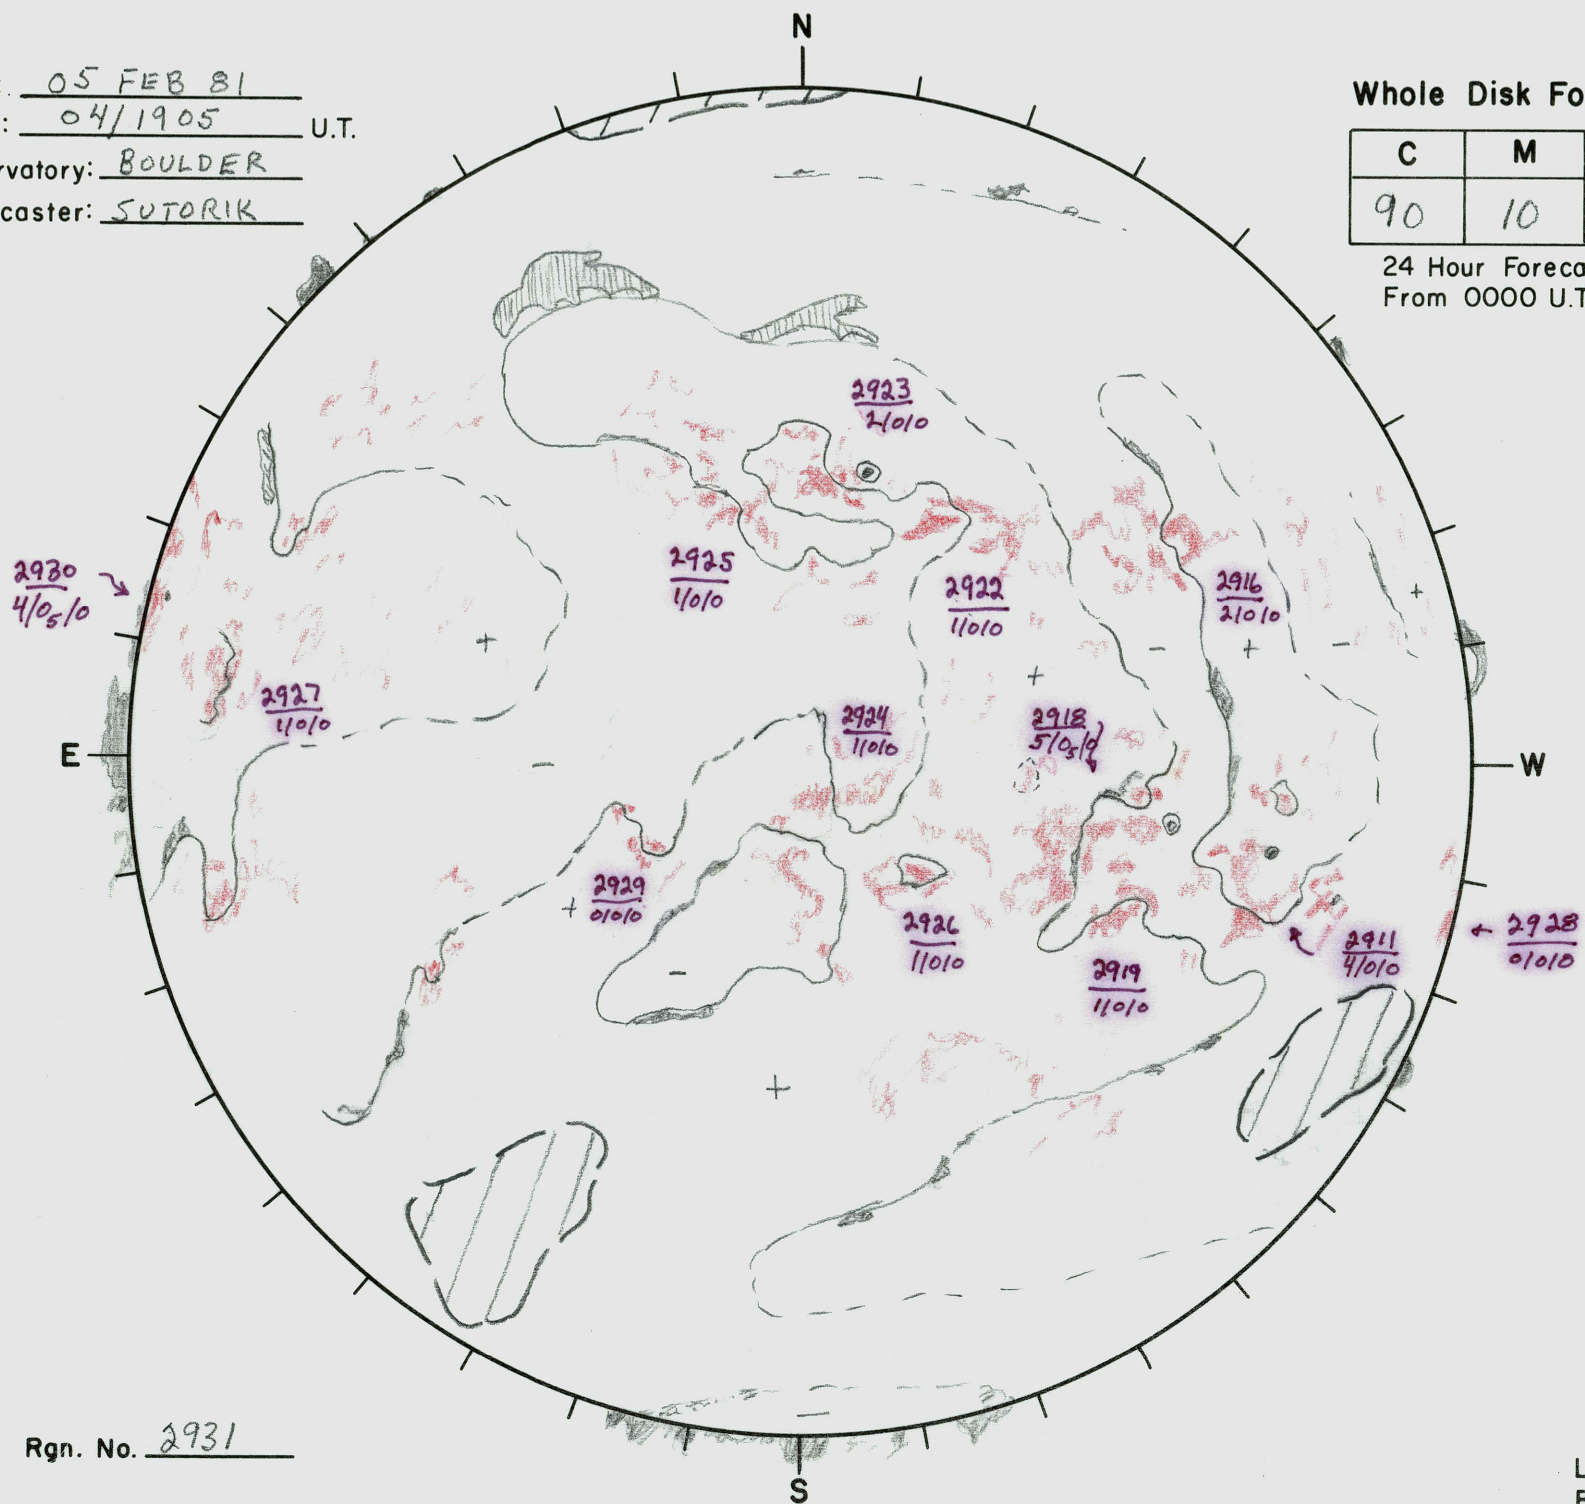 N
05 FEB 81
: 04/1905 U.T.
rvatory: BOULDER
caster: SUTORIK
Whole Disk Fo
C M
90 10
24 Hour Foreca
From 0000 U.T
2923
2/0/0
2930
4/0₅/0
2925
1/0/0
2922
1/0/0
2916
2/0/0
+
+
-
+
-
+
2927
1/0/0
2924
1/0/0
2918
5/0₅/0
E
W
-
2929
0/0/0
+
2926
1/0/0
2911
4/0/0
2928
0/0/0
-
2919
1/0/0
+
-
Rgn. No. 2931
S